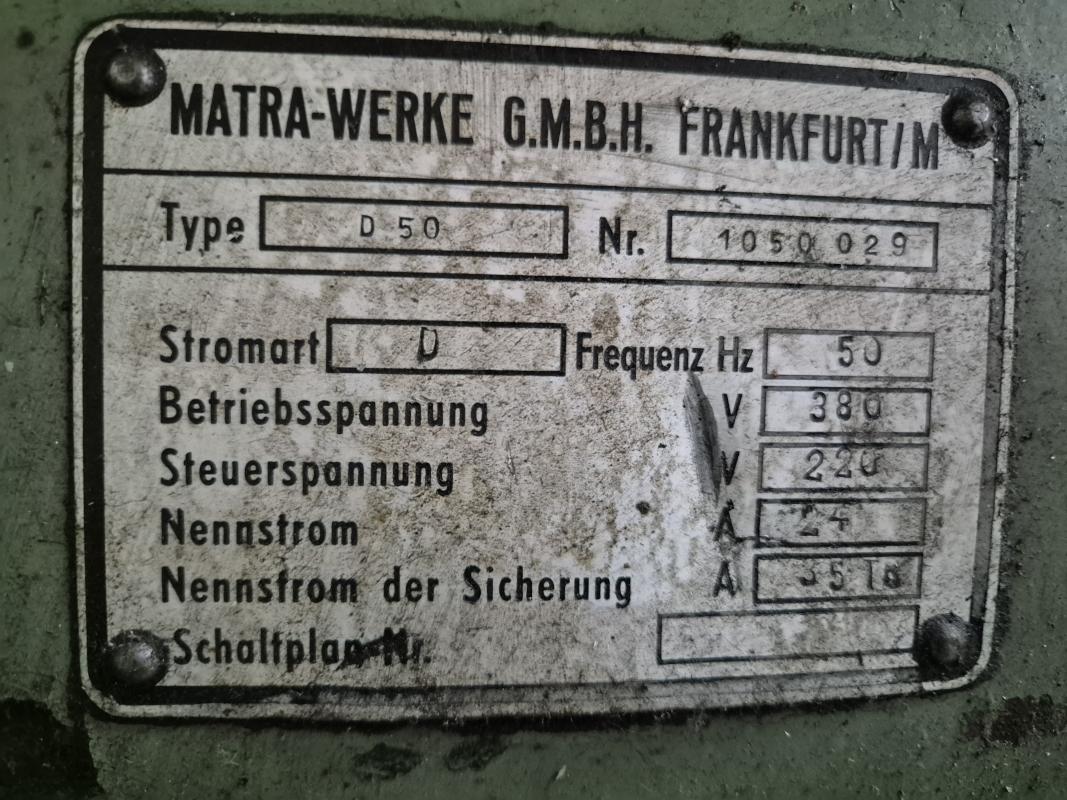 MATRA-WERKE G.M.B.H. FRANKFURT/M
Type D 50 Nr. 1050 029
Stromart D Frequenz Hz 50
Betriebsspannung V 380
Steuerspannung V 220
Nennstrom A 24
Nennstrom der Sicherung A 35
Schaltplan-Nr.